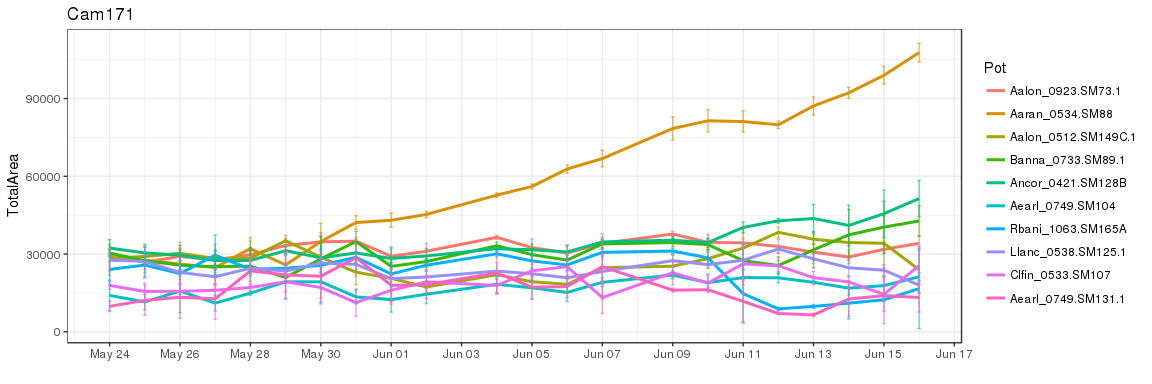 Cam171
TotalArea
90000
60000
30000
0
May 24
May 26
May 28
May 30
Jun 01
Jun 03
Jun 05
Jun 07
Jun 09
Jun 11
Jun 13
Jun 15
Jun 17
Pot
Aalon_0923.SM73.1
Aaran_0534.SM88
Aalon_0512.SM149C.1
Banna_0733.SM89.1
Ancor_0421.SM128B
Aearl_0749.SM104
Rbani_1063.SM165A
Llanc_0538.SM125.1
Clfin_0533.SM107
Aearl_0749.SM131.1